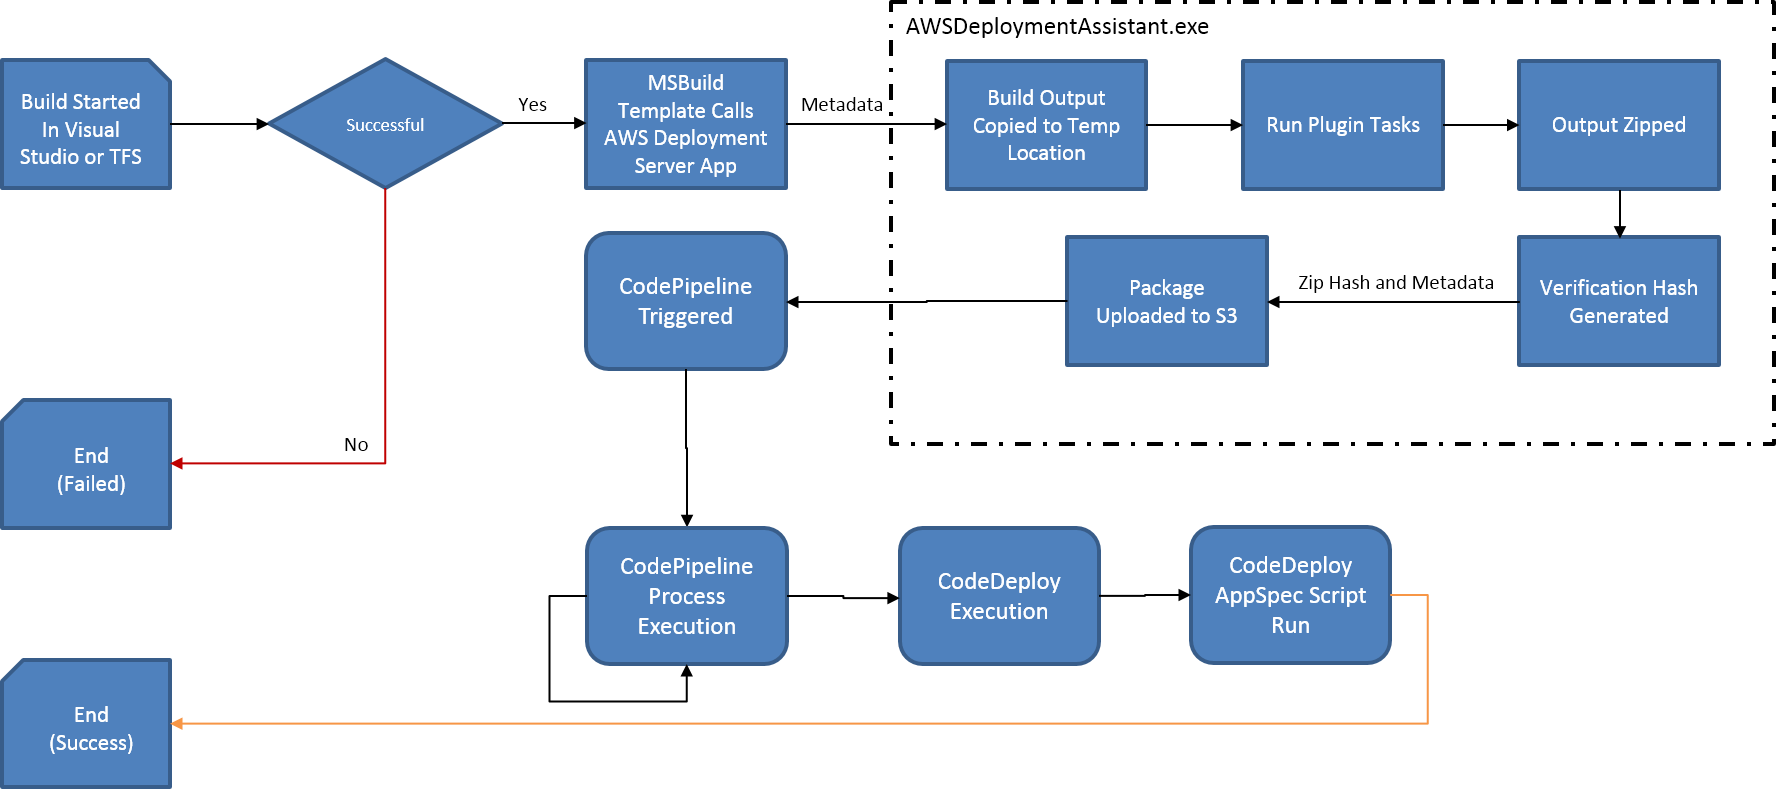 AWSDeploymentAssistant.exe
Build Started
In Visual
Studio or TFS
Successful
Yes
MSBuild
Template Calls
AWS Deployment
Server App
Metadata
Build Output
Copied to Temp
Location
Run Plugin Tasks
Output Zipped
CodePipeline
Triggered
Package
Uploaded to S3
Zip Hash and Metadata
Verification Hash
Generated
No
End
(Failed)
CodePipeline
Process
Execution
CodeDeploy
Execution
CodeDeploy
AppSpec Script
Run
End
(Success)